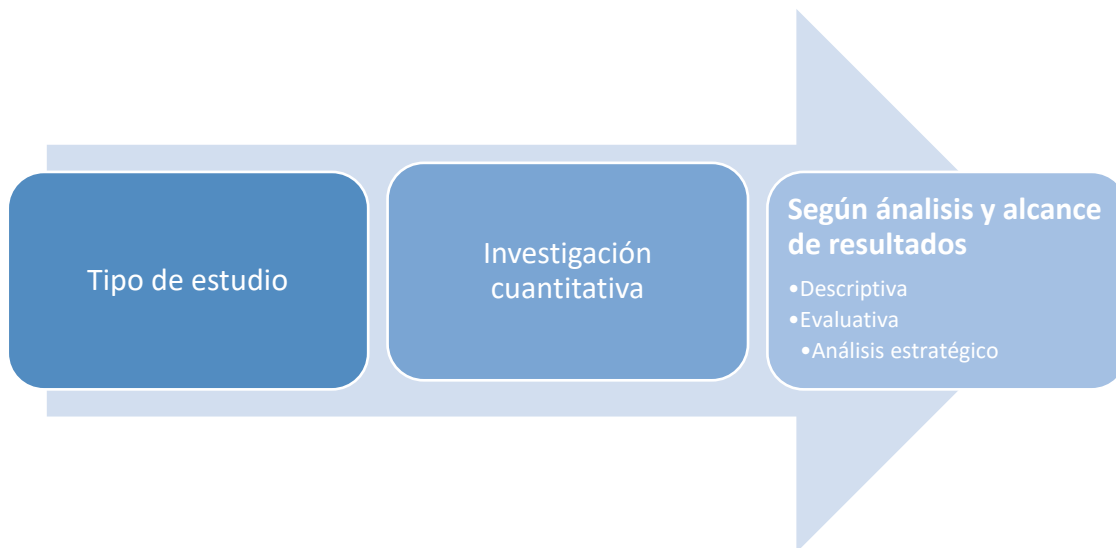 Tipo de estudio
Investigación
cuantitativa
Según ánalisis y alcance
de resultados
•Descriptiva
•Evaluativa
•Análisis estratégico